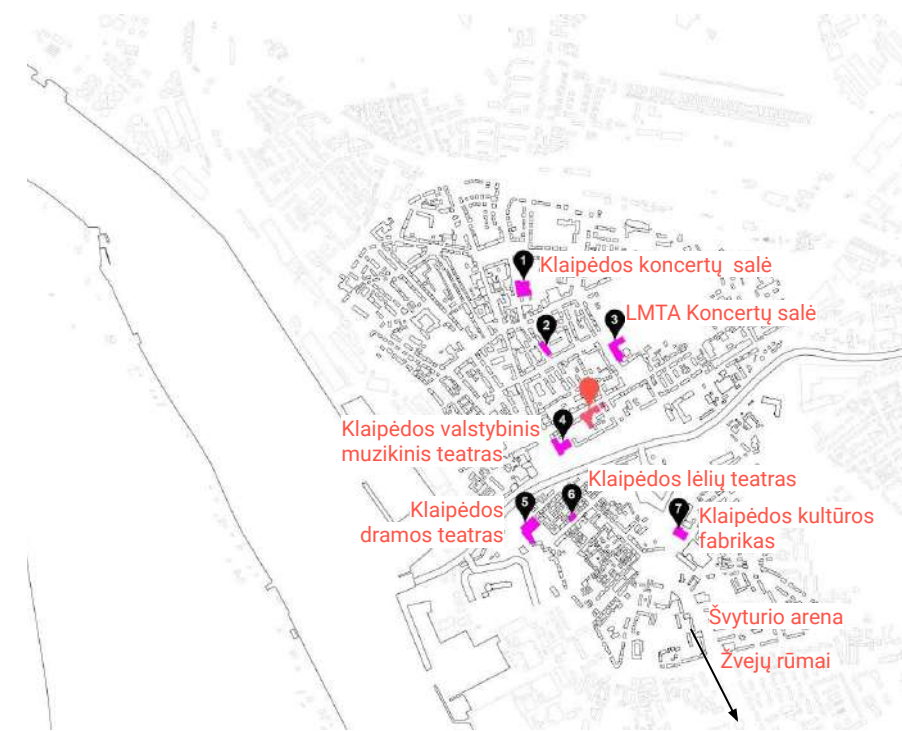 1
Klaipėdos koncertų salė
2
3
LMTA Koncertų salė
4
Klaipėdos valstybinis
muzikinis teatras
5
Klaipėdos
dramos teatras
6
Klaipėdos lėlių teatras
7
Klaipėdos kultūros
fabrikas
Švyturio arena
Žvejų rūmai